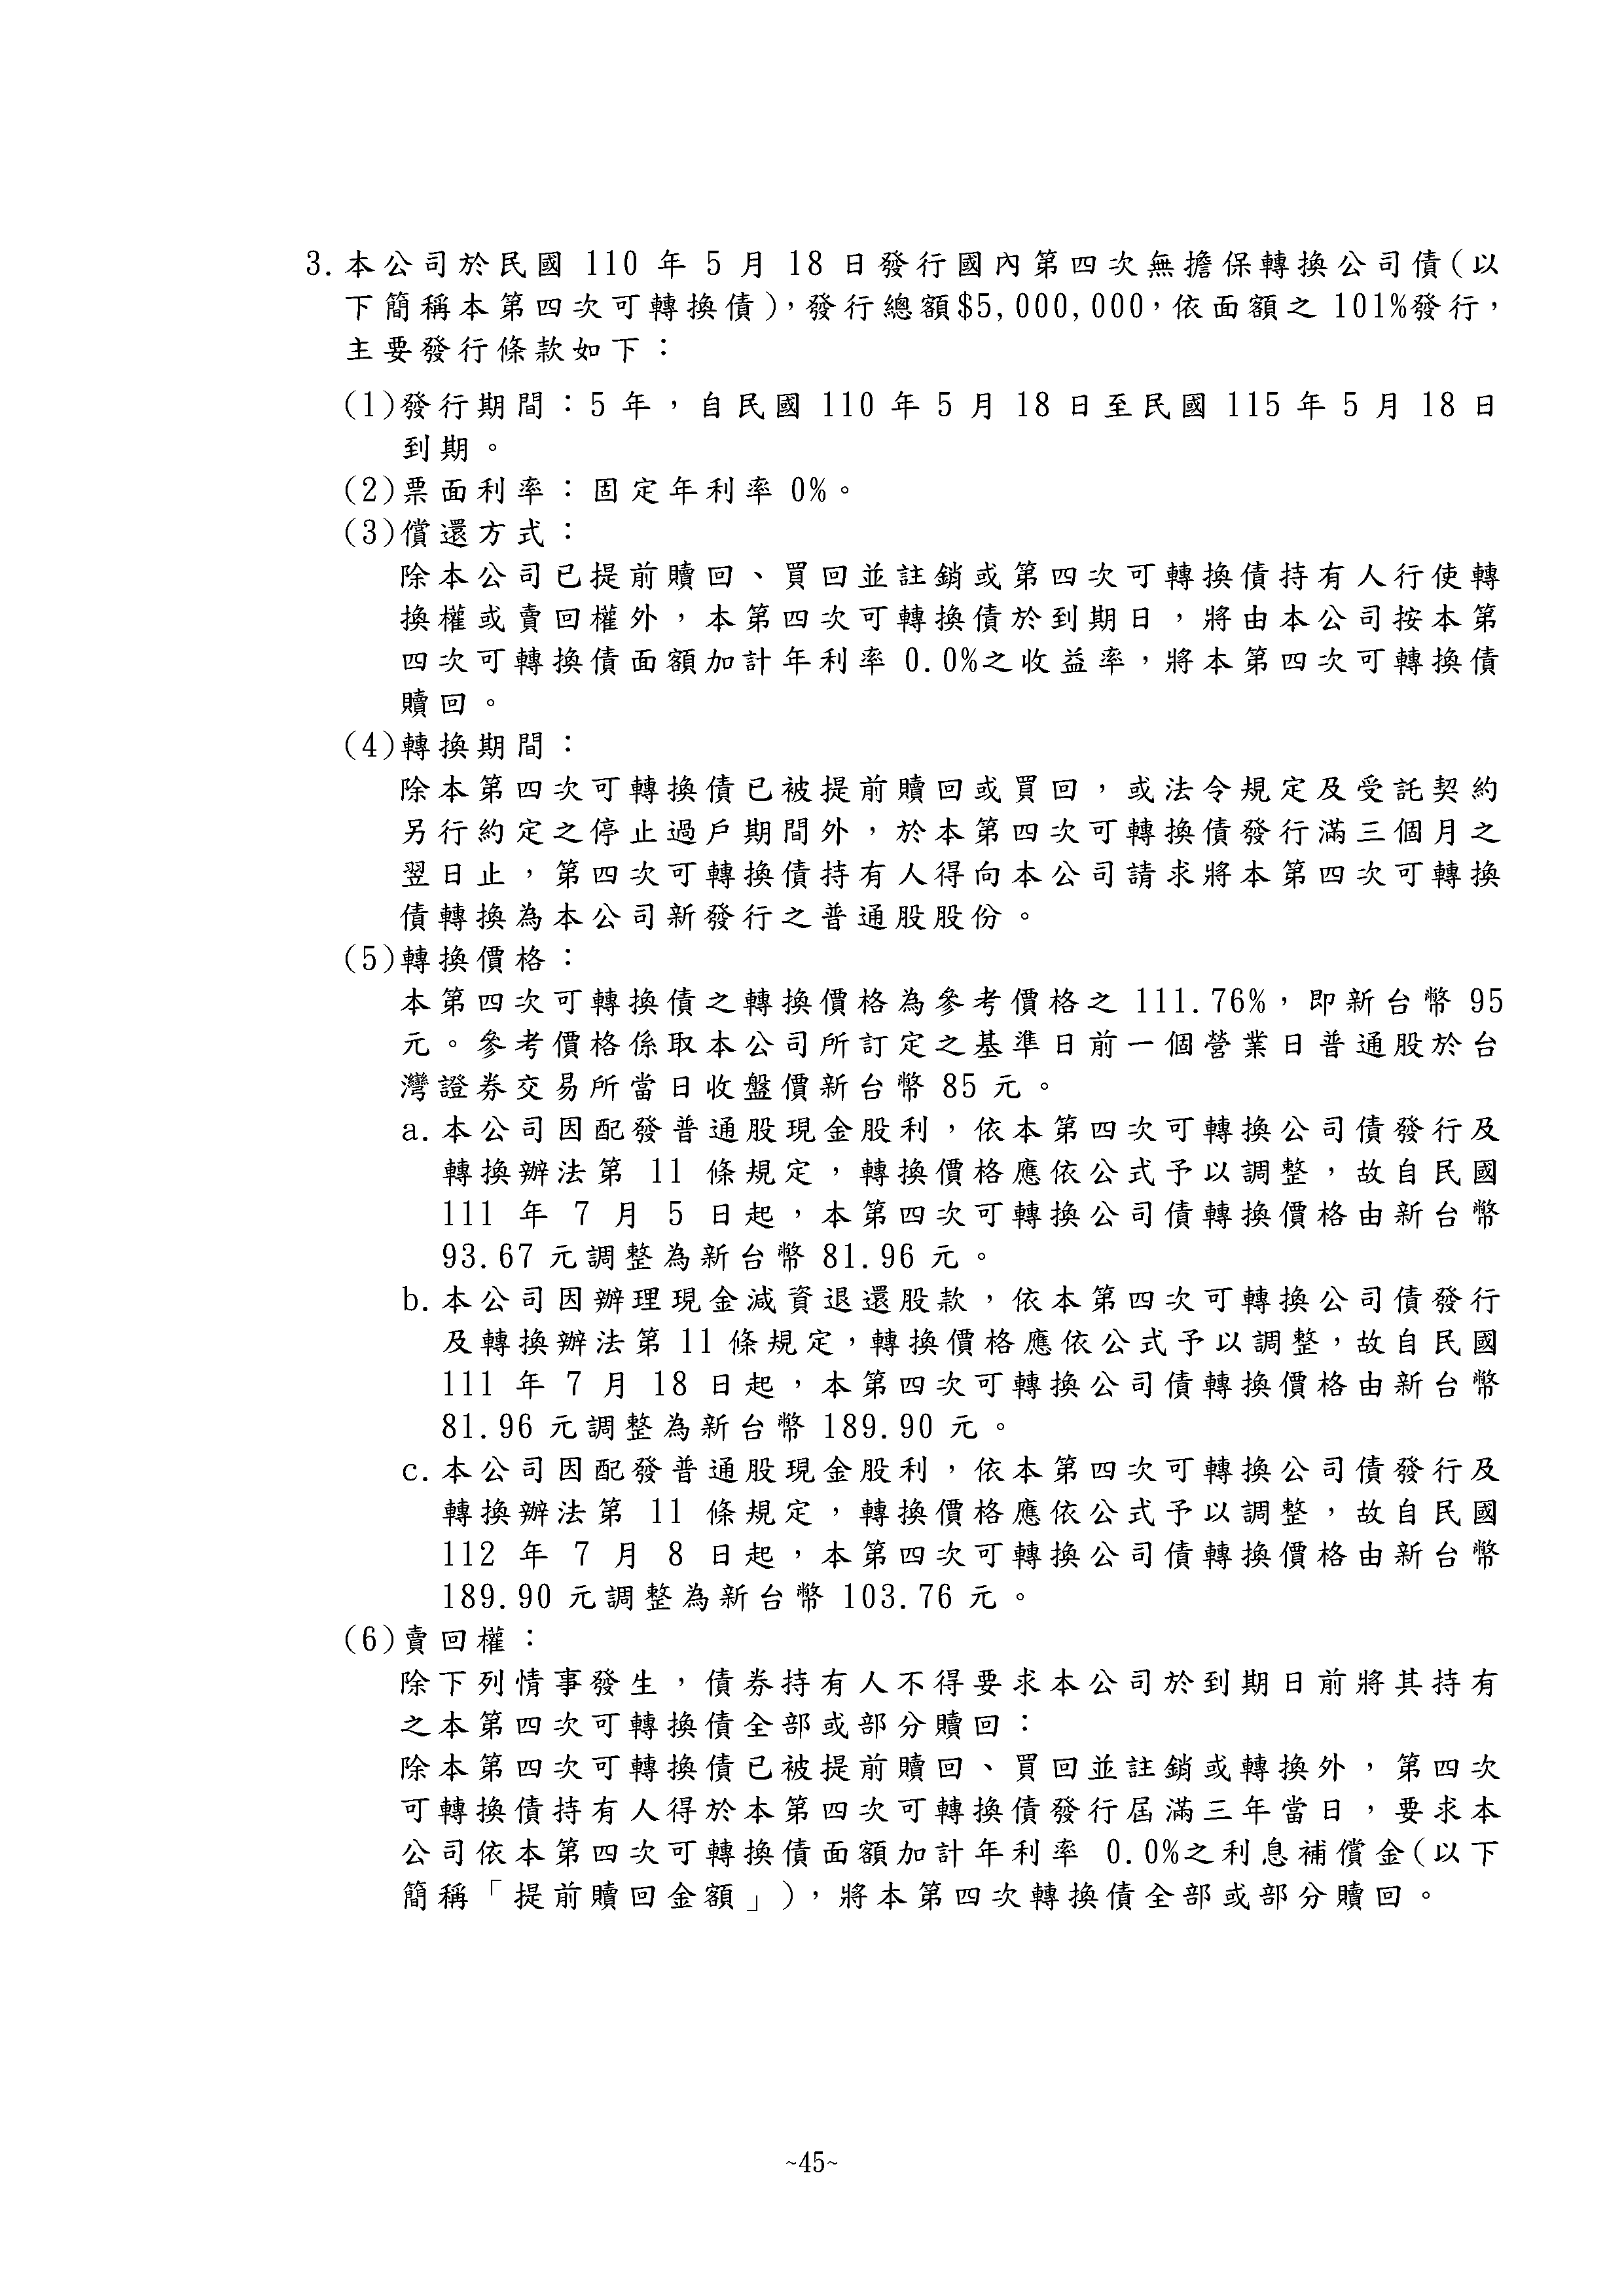 3.本公司於民國 110 年 5 月 18 日發行國內第四次無擔保轉換公司債(以
下簡稱本第四次可轉換債)，發行總額$5,000,000，依面額之 101%發行，
主要發行條款如下：
(1)發行期間：5 年，自民國 110 年 5 月 18 日至民國 115 年 5 月 18 日
到期。
(2)票面利率：固定年利率 0%。
(3)償還方式：
除本公司已提前贖回、買回並註銷或第四次可轉換債持有人行使轉
換權或賣回權外，本第四次可轉換債於到期日，將由本公司按本第
四次可轉換債面額加計年利率 0.0%之收益率，將本第四次可轉換債
贖回。
(4)轉換期間：
除本第四次可轉換債已被提前贖回或買回，或法令規定及受託契約
另行約定之停止過戶期間外，於本第四次可轉換債發行滿三個月之
翌日止，第四次可轉換債持有人得向本公司請求將本第四次可轉換
債轉換為本公司新發行之普通股股份。
(5)轉換價格：
本第四次可轉換債之轉換價格為參考價格之 111.76%，即新台幣 95
元。參考價格係取本公司所訂定之基準日前一個營業日普通股於台
灣證券交易所當日收盤價新台幣 85 元。
a.本公司因配發普通股現金股利，依本第四次可轉換公司債發行及
轉換辦法第 11 條規定，轉換價格應依公式予以調整，故自民國
111 年 7 月 5 日起，本第四次可轉換公司債轉換價格由新台幣
93.67 元調整為新台幣 81.96 元。
b.本公司因辦理現金減資退還股款，依本第四次可轉換公司債發行
及轉換辦法第 11 條規定，轉換價格應依公式予以調整，故自民國
111 年 7 月 18 日起，本第四次可轉換公司債轉換價格由新台幣
81.96 元調整為新台幣 189.90 元。
c.本公司因配發普通股現金股利，依本第四次可轉換公司債發行及
轉換辦法第 11 條規定，轉換價格應依公式予以調整，故自民國
112 年 7 月 8 日起，本第四次可轉換公司債轉換價格由新台幣
189.90 元調整為新台幣 103.76 元。
(6)賣回權：
除下列情事發生，債券持有人不得要求本公司於到期日前將其持有
之本第四次可轉換債全部或部分贖回：
除本第四次可轉換債已被提前贖回、買回並註銷或轉換外，第四次
可轉換債持有人得於本第四次可轉換債發行屆滿三年當日，要求本
公司依本第四次可轉換債面額加計年利率 0.0%之利息補償金(以下
簡稱「提前贖回金額」)，將本第四次轉換債全部或部分贖回。
~45~